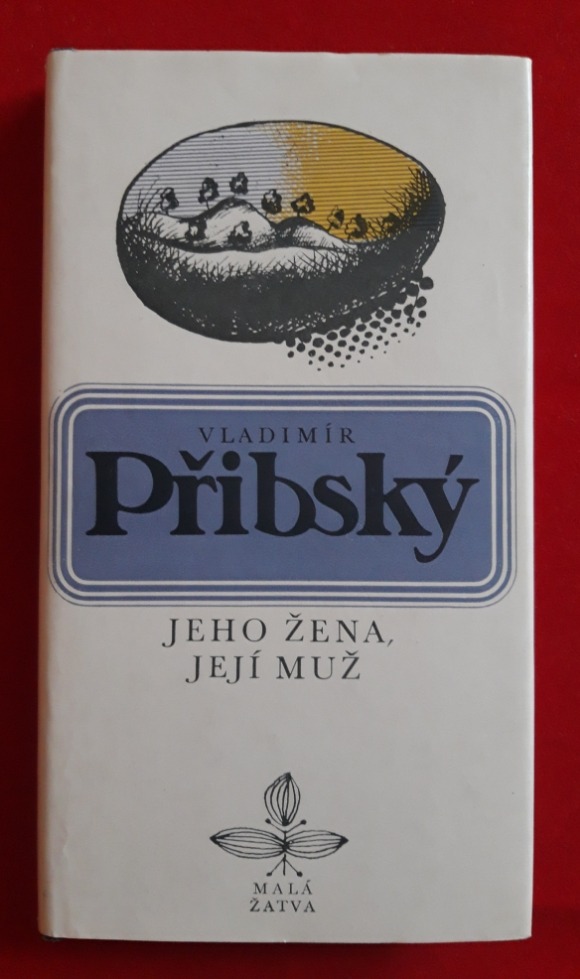 VLADIMÍR
Přibský
JEHO ŽENA,
JEJÍ MUŽ
MALÁ
ŽATVA